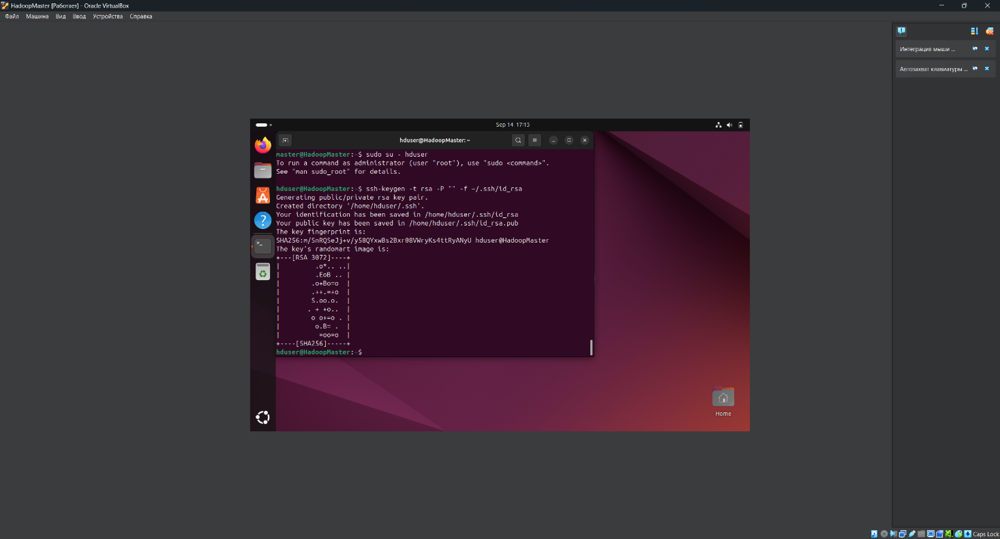 HadoopMaster [Работает] - Oracle VirtualBox
Файл Машина Вид Ввод Устройства Справка
Интеграция мыши ...
Автозахват клавиатуры ...
Sep 14 17:15
hduser@HadoopMaster: ~
master@HadoopMaster:~$ sudo su - hduser
To run a command as administrator (user "root"), use "sudo <command>".
See "man sudo_root" for details.
hduser@HadoopMaster:~$ ssh-keygen -t rsa -P "" -f ~/.ssh/id_rsa
Generating public/private rsa key pair.
Created directory '/home/hduser/.ssh'.
Your identification has been saved in /home/hduser/.ssh/id_rsa
Your public key has been saved in /home/hduser/.ssh/id_rsa.pub
The key fingerprint is:
SHA256:m/SnRQSeJj+v/y58QYxwBs2Bxr08VWryKs4ttRyANyU hduser@HadoopMaster
The key's randomart image is:
+---[RSA 3072]----+
|         .o*.. ..|
|         .EoB .. |
|        .o+Bo=o  |
|        .++.=+o  |
|        S.oo.o.  |
|       . + +o..  |
|        o o+=o . |
|         o.B= .  |
|          =oo=o  |
+----[SHA256]-----+
hduser@HadoopMaster:~$
Home
Caps Lock